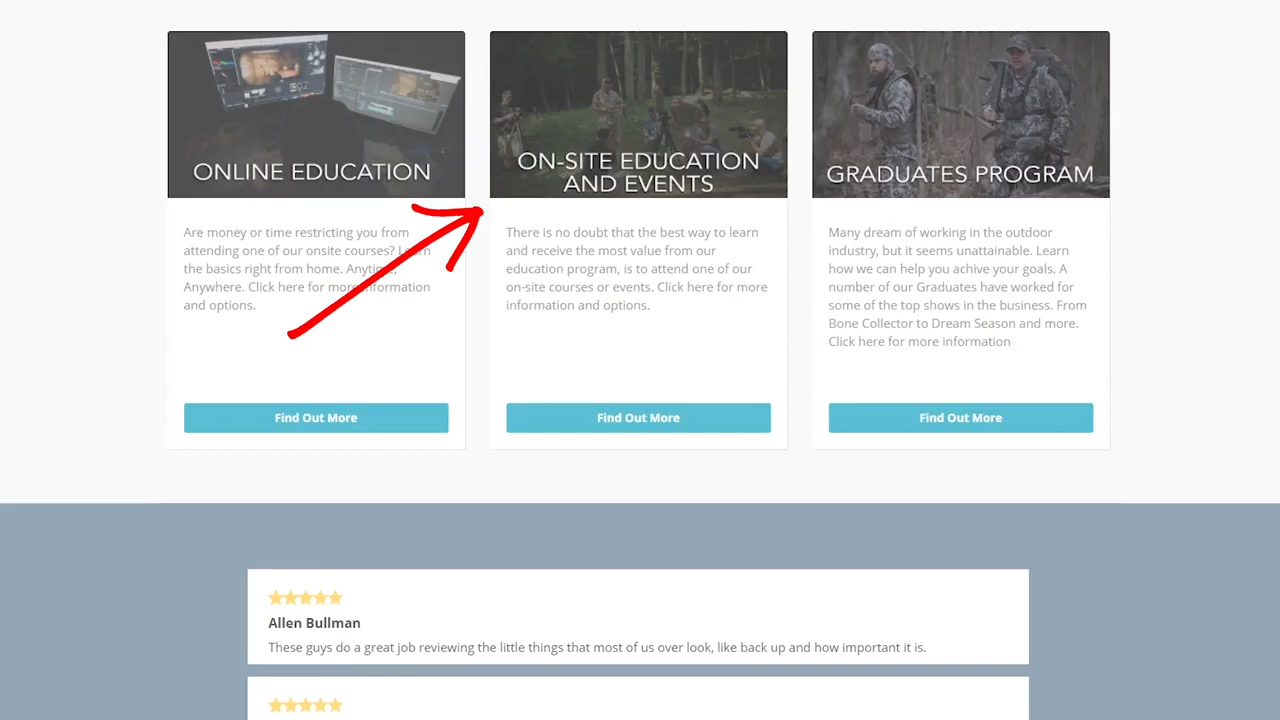 ONLINE EDUCATION
Are money or time restricting you from
attending one of our onsite courses? Learn
the basics right from home. Anytime,
Anywhere. Click here for more information
and options.
Find Out More
ON-SITE EDUCATION
AND EVENTS
There is no doubt that the best way to learn
and receive the most value from our
education program, is to attend one of our
on-site courses or events. Click here for more
information and options.
Find Out More
GRADUATES PROGRAM
Many dream of working in the outdoor
industry, but it seems unattainable. Learn
how we can help you achive your goals. A
number of our Graduates have worked for
some of the top shows in the business. From
Bone Collector to Dream Season and more.
Click here for more information
Find Out More
Allen Bullman
These guys do a great job reviewing the little things that most of us over look, like back up and how important it is.